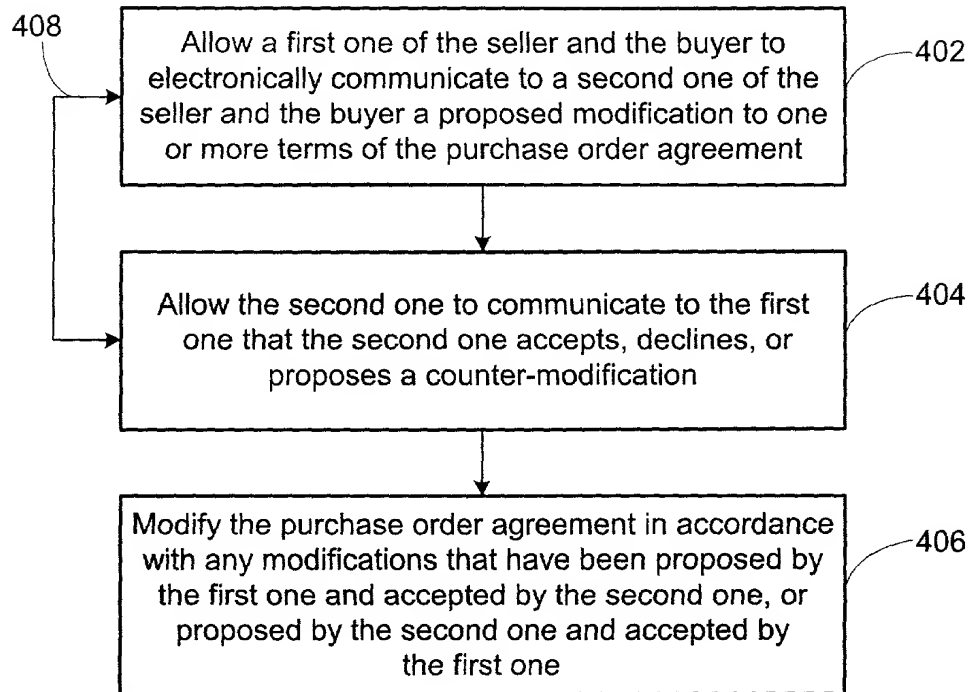 408
Allow a first one of the seller and the buyer to
electronically communicate to a second one of the
seller and the buyer a proposed modification to one
or more terms of the purchase order agreement
402
Allow the second one to communicate to the first
one that the second one accepts, declines, or
proposes a counter-modification
404
Modify the purchase order agreement in accordance
with any modifications that have been proposed by
the first one and accepted by the second one, or
proposed by the second one and accepted by
the first one
406